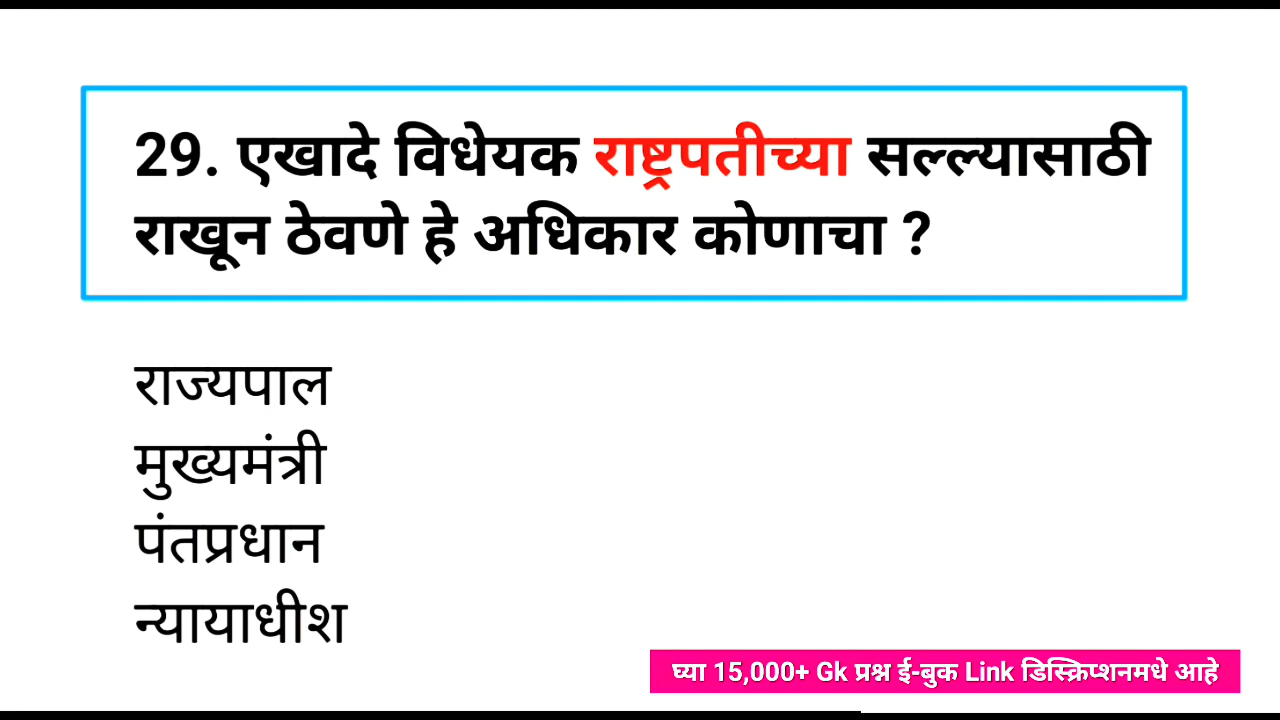 29. एखादे विधेयक राष्ट्रपतीच्या सल्ल्यासाठी
राखून ठेवणे हे अधिकार कोणाचा ?
राज्यपाल
मुख्यमंत्री
पंतप्रधान
न्यायाधीश
घ्या 15,000+ Gk प्रश्न ई-बुक Link डिस्क्रिप्शनमधे आहे